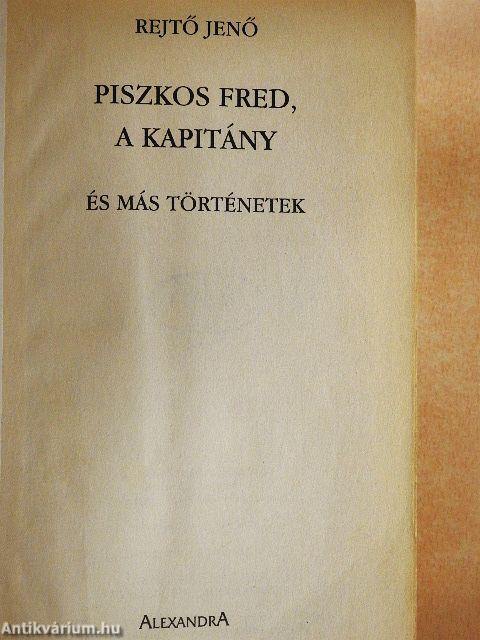 REJTŐ JENŐ
PISZKOS FRED,
A KAPITÁNY
ÉS MÁS TÖRTÉNETEK
ALEXANDRA
Antikvárium.hu